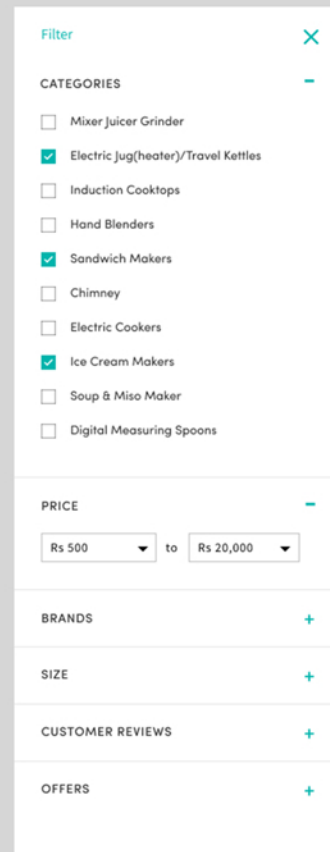 Filter
CATEGORIES
Mixer Juicer Grinder
Electric Jug(heater)/Travel Kettles
Induction Cooktops
Hand Blenders
Sandwich Makers
Chimney
Electric Cookers
Ice Cream Makers
Soup & Miso Maker
Digital Measuring Spoons
PRICE
Rs 500 to Rs 20,000
BRANDS
SIZE
CUSTOMER REVIEWS
OFFERS